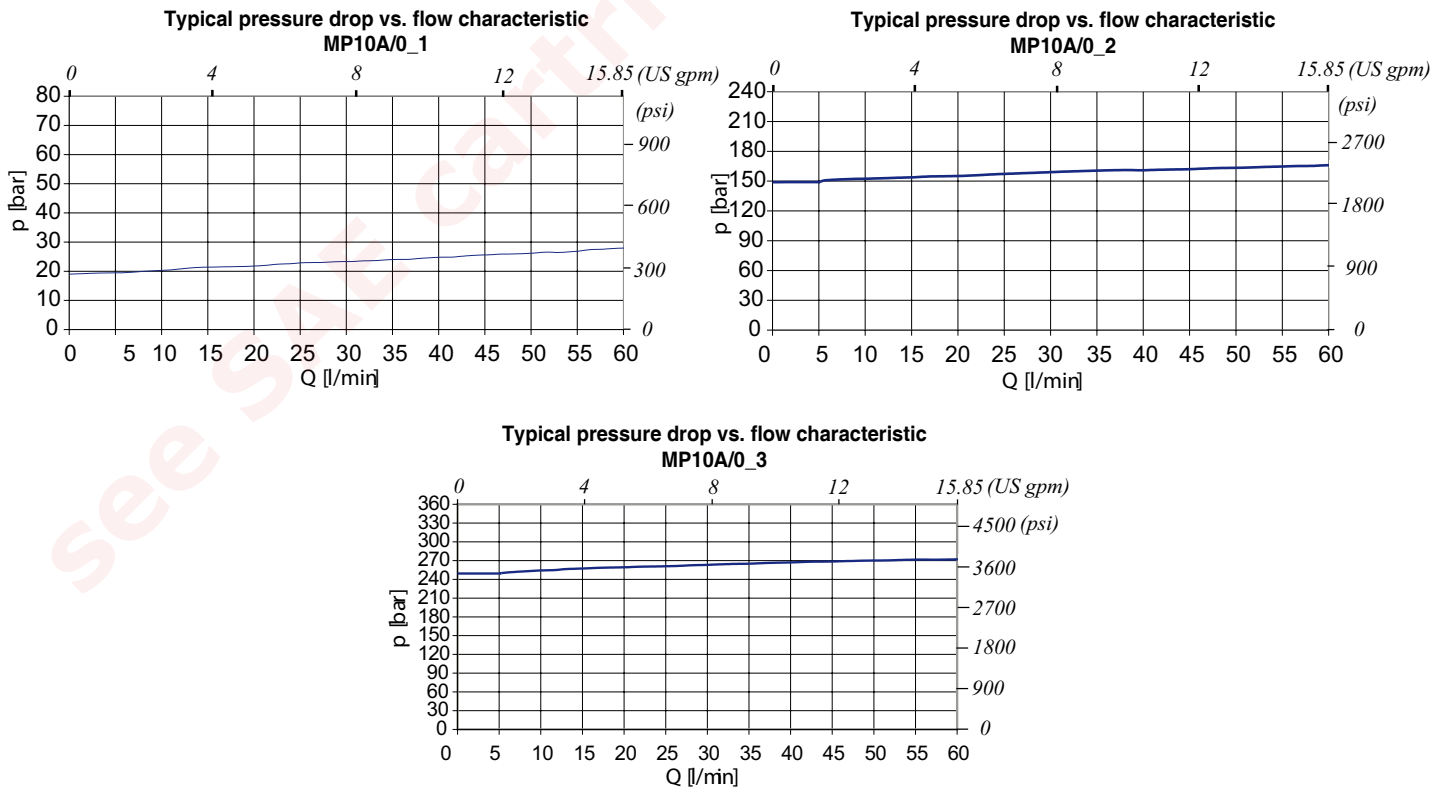 Typical pressure drop vs. flow characteristic
MP10A/0_1
0 4 8 12 15.85 (US gpm)
80
70
60
50
40
30
20
10
0
p [bar]
(psi)
900
600
300
0
0 5 10 15 20 25 30 35 40 45 50 55 60
Q [l/min]
Typical pressure drop vs. flow characteristic
MP10A/0_2
0 4 8 12 15.85 (US gpm)
240
210
180
150
120
90
60
30
0
p [bar]
(psi)
2700
1800
900
0
0 5 10 15 20 25 30 35 40 45 50 55 60
Q [l/min]
Typical pressure drop vs. flow characteristic
MP10A/0_3
0 4 8 12 15.85 (US gpm)
360
330
300
270
240
210
180
150
120
90
60
30
0
p [bar]
4500 (psi)
3600
2700
1800
900
0
0 5 10 15 20 25 30 35 40 45 50 55 60
Q [l/min]
see SAE cartri